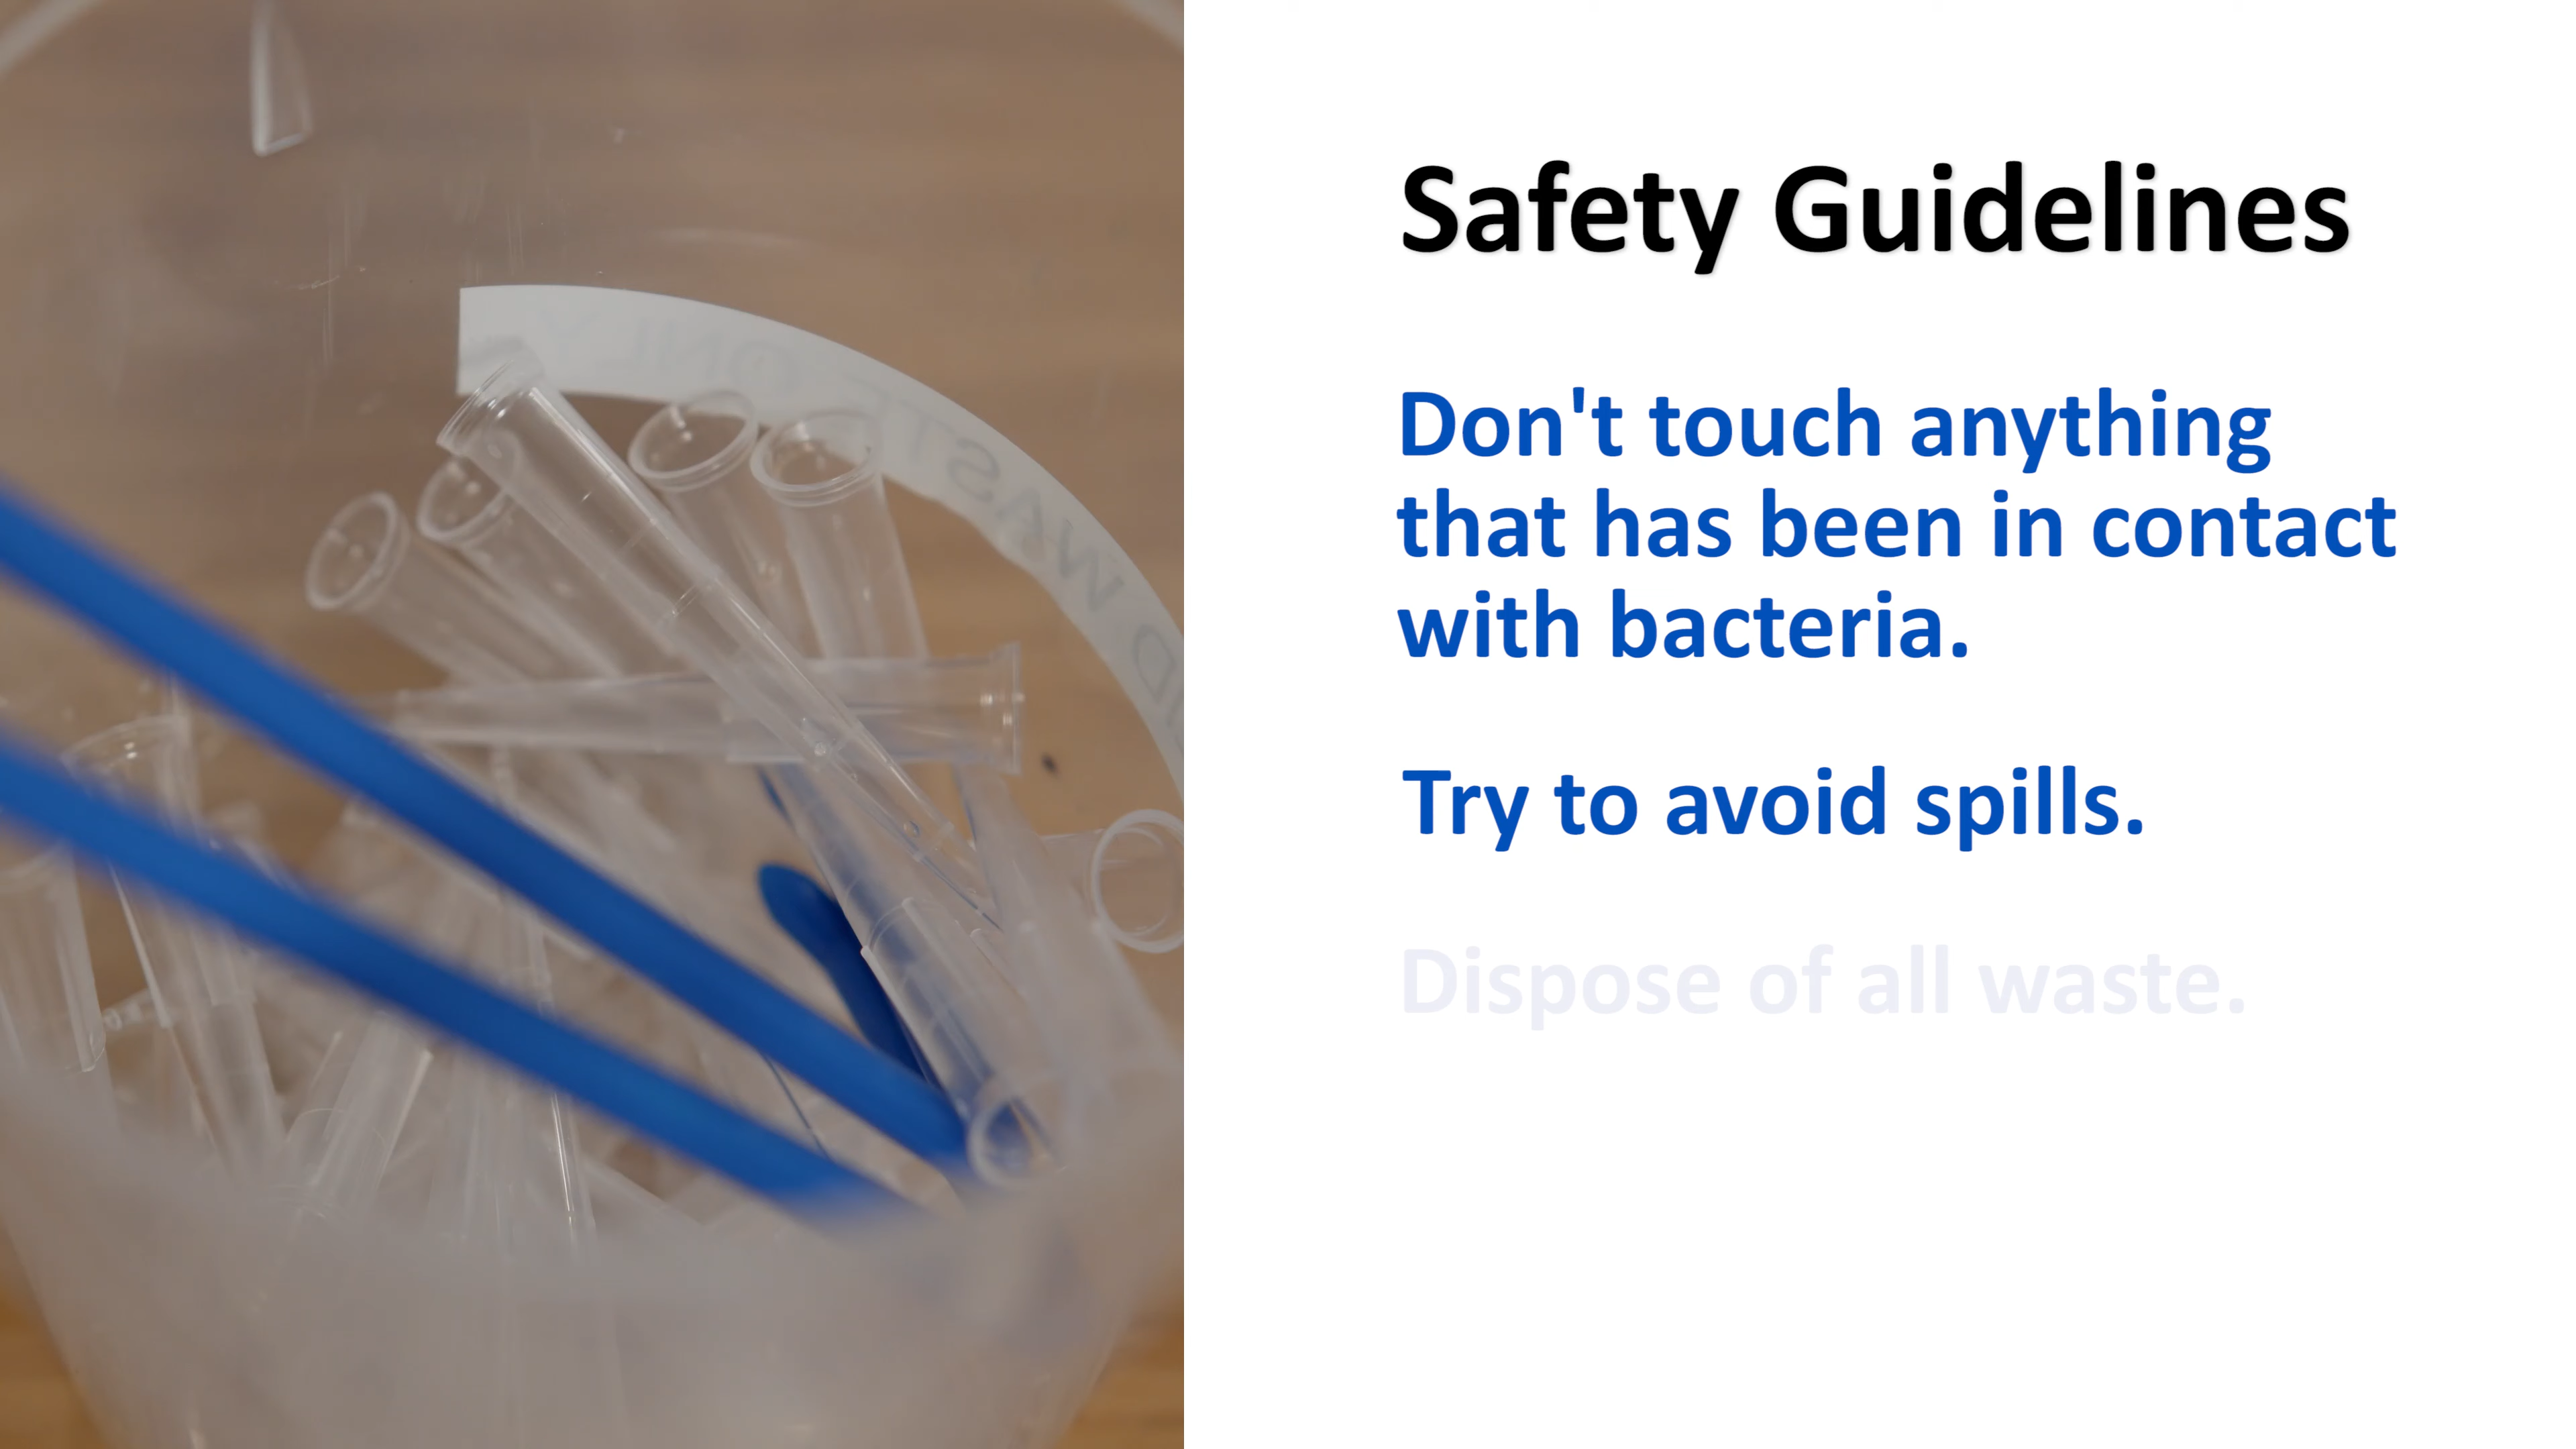 Safety Guidelines
Don't touch anything
that has been in contact
with bacteria.
Try to avoid spills.
Dispose of all waste.